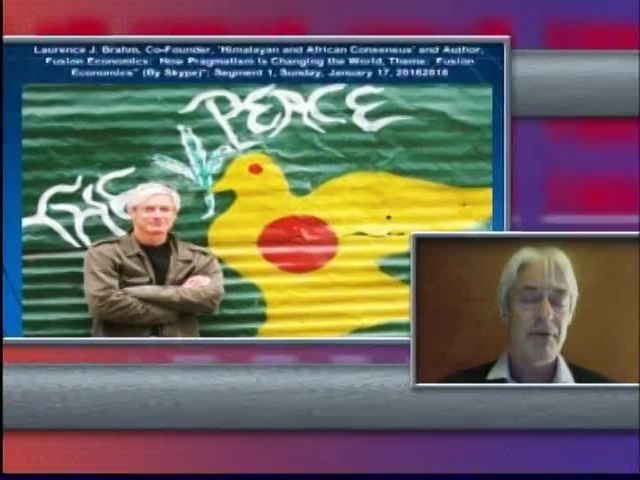 Laurence J. Brahm, Co-Founder, "Himalayan and African Consensus' and Author,
Fusion Economics: How Pragmatism Is Changing the World, Theme: Fusion
Economics" (By Skype)", Segment 1, Sunday, January 17, 20162016
PEACE